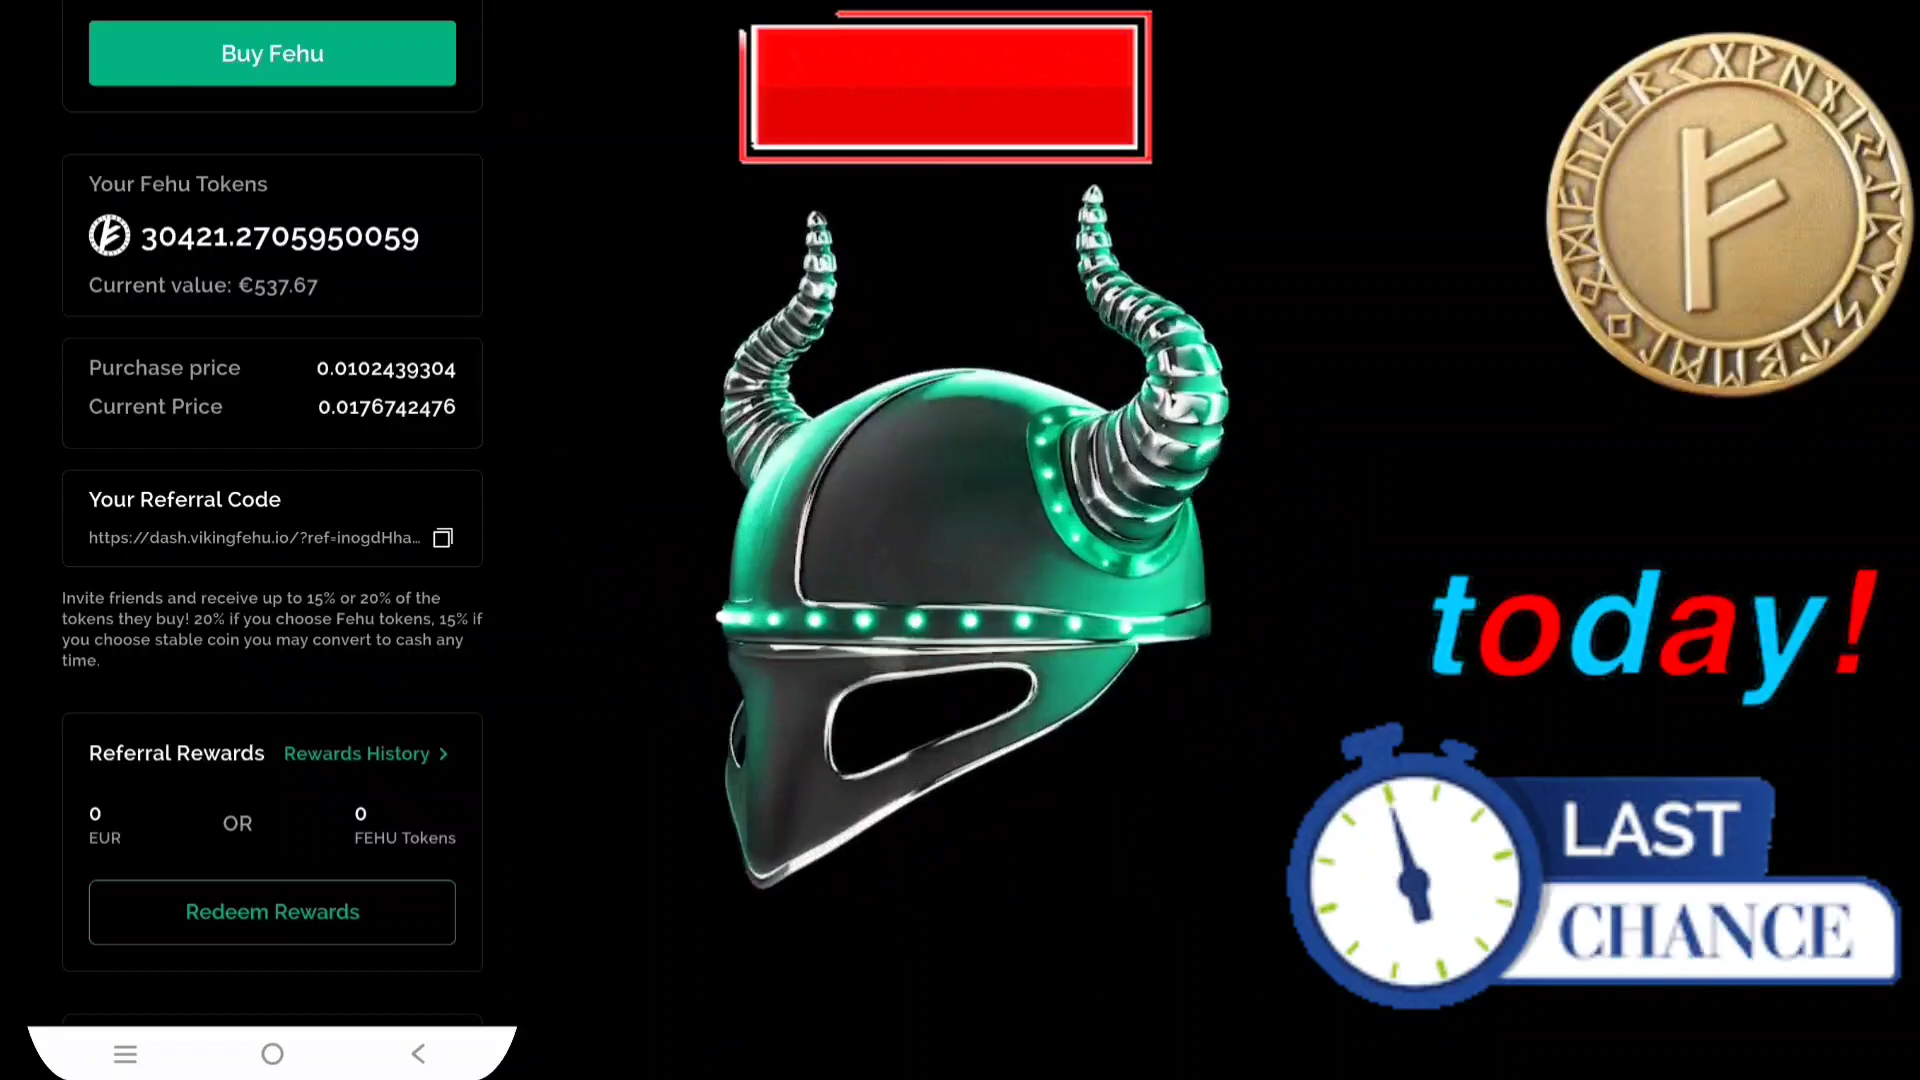 Buy Fehu
Your Fehu Tokens
30421.2705950059
Current value: €537.67
Purchase price 0.0102439304
Current Price 0.0176742476
Your Referral Code
https://dash.vikingfehu.io/?ref=inogdHha...
Invite friends and receive up to 15% or 20% of the
tokens they buy! 20% if you choose Fehu tokens, 15% if
you choose stable coin you may convert to cash any
time.
Referral Rewards Rewards History >
0 OR 0
EUR FEHU Tokens
Redeem Rewards
today!
LAST
CHANCE